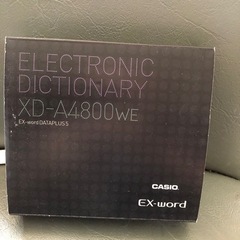 ELECTRONIC
DICTIONARY
XD-A4800WE
EX-word DATAPLUS 5
CASIO
EX-word